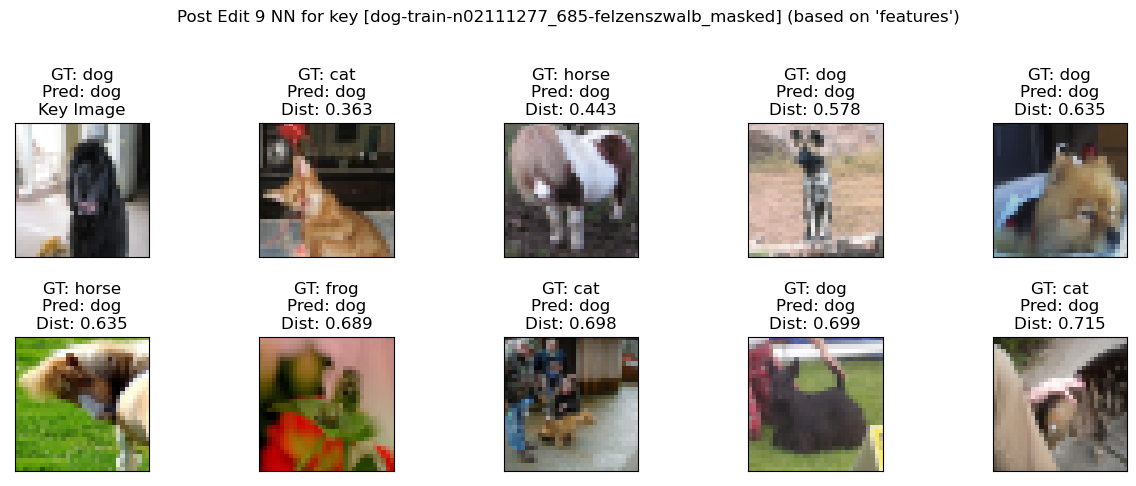 Post Edit 9 NN for key [dog-train-n02111277_685-felzenszwalb_masked] (based on 'features')
GT: dog
Pred: dog
Key Image
GT: cat
Pred: dog
Dist: 0.363
GT: horse
Pred: dog
Dist: 0.443
GT: dog
Pred: dog
Dist: 0.578
GT: dog
Pred: dog
Dist: 0.635
GT: horse
Pred: dog
Dist: 0.635
GT: frog
Pred: dog
Dist: 0.689
GT: cat
Pred: dog
Dist: 0.698
GT: dog
Pred: dog
Dist: 0.699
GT: cat
Pred: dog
Dist: 0.715